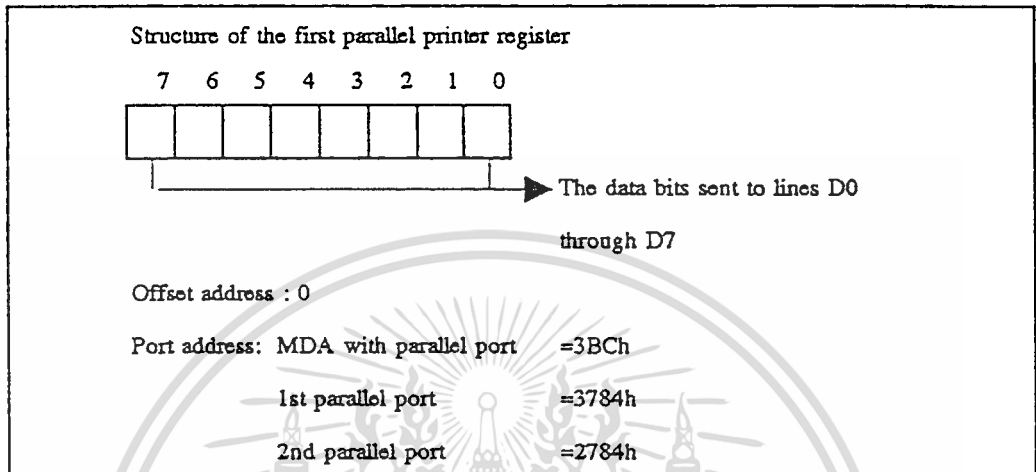 Structure of the first parallel printer register
7 6 5 4 3 2 1 0
The data bits sent to lines D0
through D7
Offset address : 0
Port address: MDA with parallel port =3BCh
1st parallel port =3784h
2nd parallel port =2784h